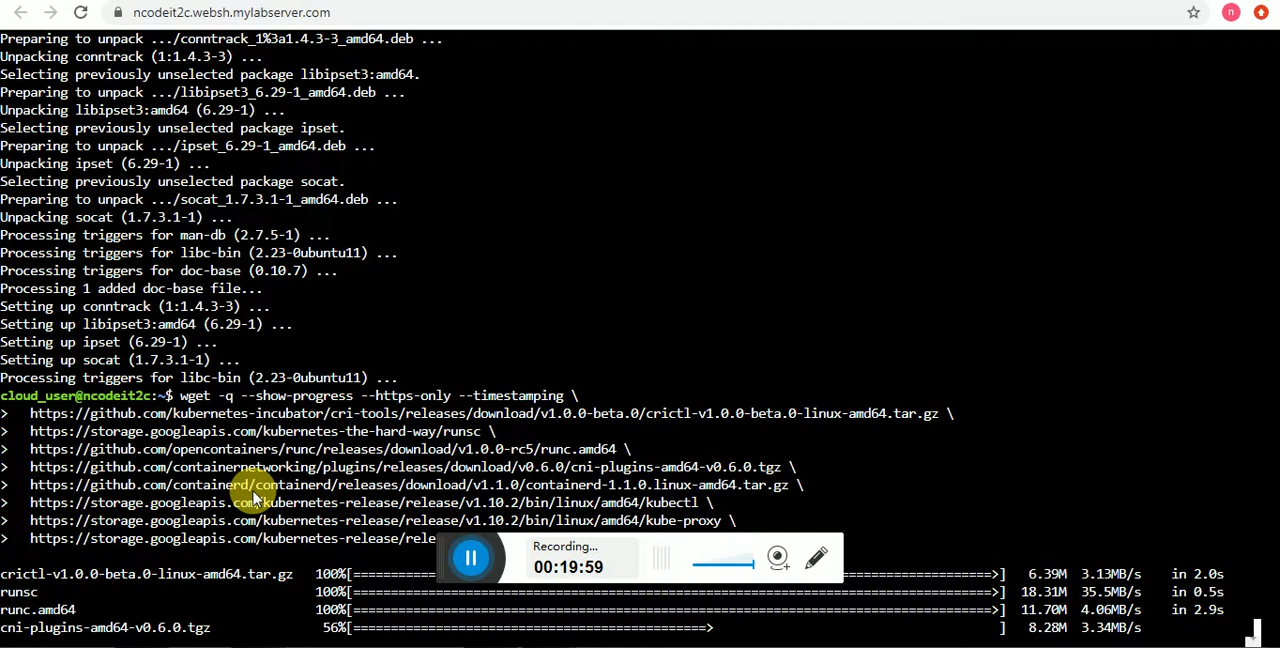 ncodeit2c.websh.mylabserver.com
n
Preparing to unpack .../conntrack_1%3a1.4.3-3_amd64.deb ...
Unpacking conntrack (1:1.4.3-3) ...
Selecting previously unselected package libipset3:amd64.
Preparing to unpack .../libipset3_6.29-1_amd64.deb ...
Unpacking libipset3:amd64 (6.29-1) ...
Selecting previously unselected package ipset.
Preparing to unpack .../ipset_6.29-1_amd64.deb ...
Unpacking ipset (6.29-1) ...
Selecting previously unselected package socat.
Preparing to unpack .../socat_1.7.3.1-1_amd64.deb ...
Unpacking socat (1.7.3.1-1) ...
Processing triggers for man-db (2.7.5-1) ...
Processing triggers for libc-bin (2.23-0ubuntu11) ...
Processing triggers for doc-base (0.10.7) ...
Processing 1 added doc-base file...
Setting up conntrack (1:1.4.3-3) ...
Setting up libipset3:amd64 (6.29-1) ...
Setting up ipset (6.29-1) ...
Setting up socat (1.7.3.1-1) ...
Processing triggers for libc-bin (2.23-0ubuntu11) ...
cloud_user@ncodeit2c:~$ wget -q --show-progress --https-only --timestamping \
>   https://github.com/kubernetes-incubator/cri-tools/releases/download/v1.0.0-beta.0/crictl-v1.0.0-beta.0-linux-amd64.tar.gz \
>   https://storage.googleapis.com/kubernetes-the-hard-way/runsc \
>   https://github.com/opencontainers/runc/releases/download/v1.0.0-rc5/runc.amd64 \
>   https://github.com/containernetworking/plugins/releases/download/v0.6.0/cni-plugins-amd64-v0.6.0.tgz \
>   https://github.com/containerd/containerd/releases/download/v1.1.0/containerd-1.1.0.linux-amd64.tar.gz \
>   https://storage.googleapis.com/kubernetes-release/release/v1.10.2/bin/linux/amd64/kubectl \
>   https://storage.googleapis.com/kubernetes-release/release/v1.10.2/bin/linux/amd64/kube-proxy \
>   https://storage.googleapis.com/kubernetes-release/rele
Recording...
00:19:59
crictl-v1.0.0-beta.0-linux-amd64.tar.gz 100%[=====>] 6.39M 3.13MB/s in 2.0s
runsc 100%[=====>] 18.31M 35.5MB/s in 0.5s
runc.amd64 100%[=====>] 11.70M 4.06MB/s in 2.9s
cni-plugins-amd64-v0.6.0.tgz 56%[=====> ] 8.28M 3.34MB/s